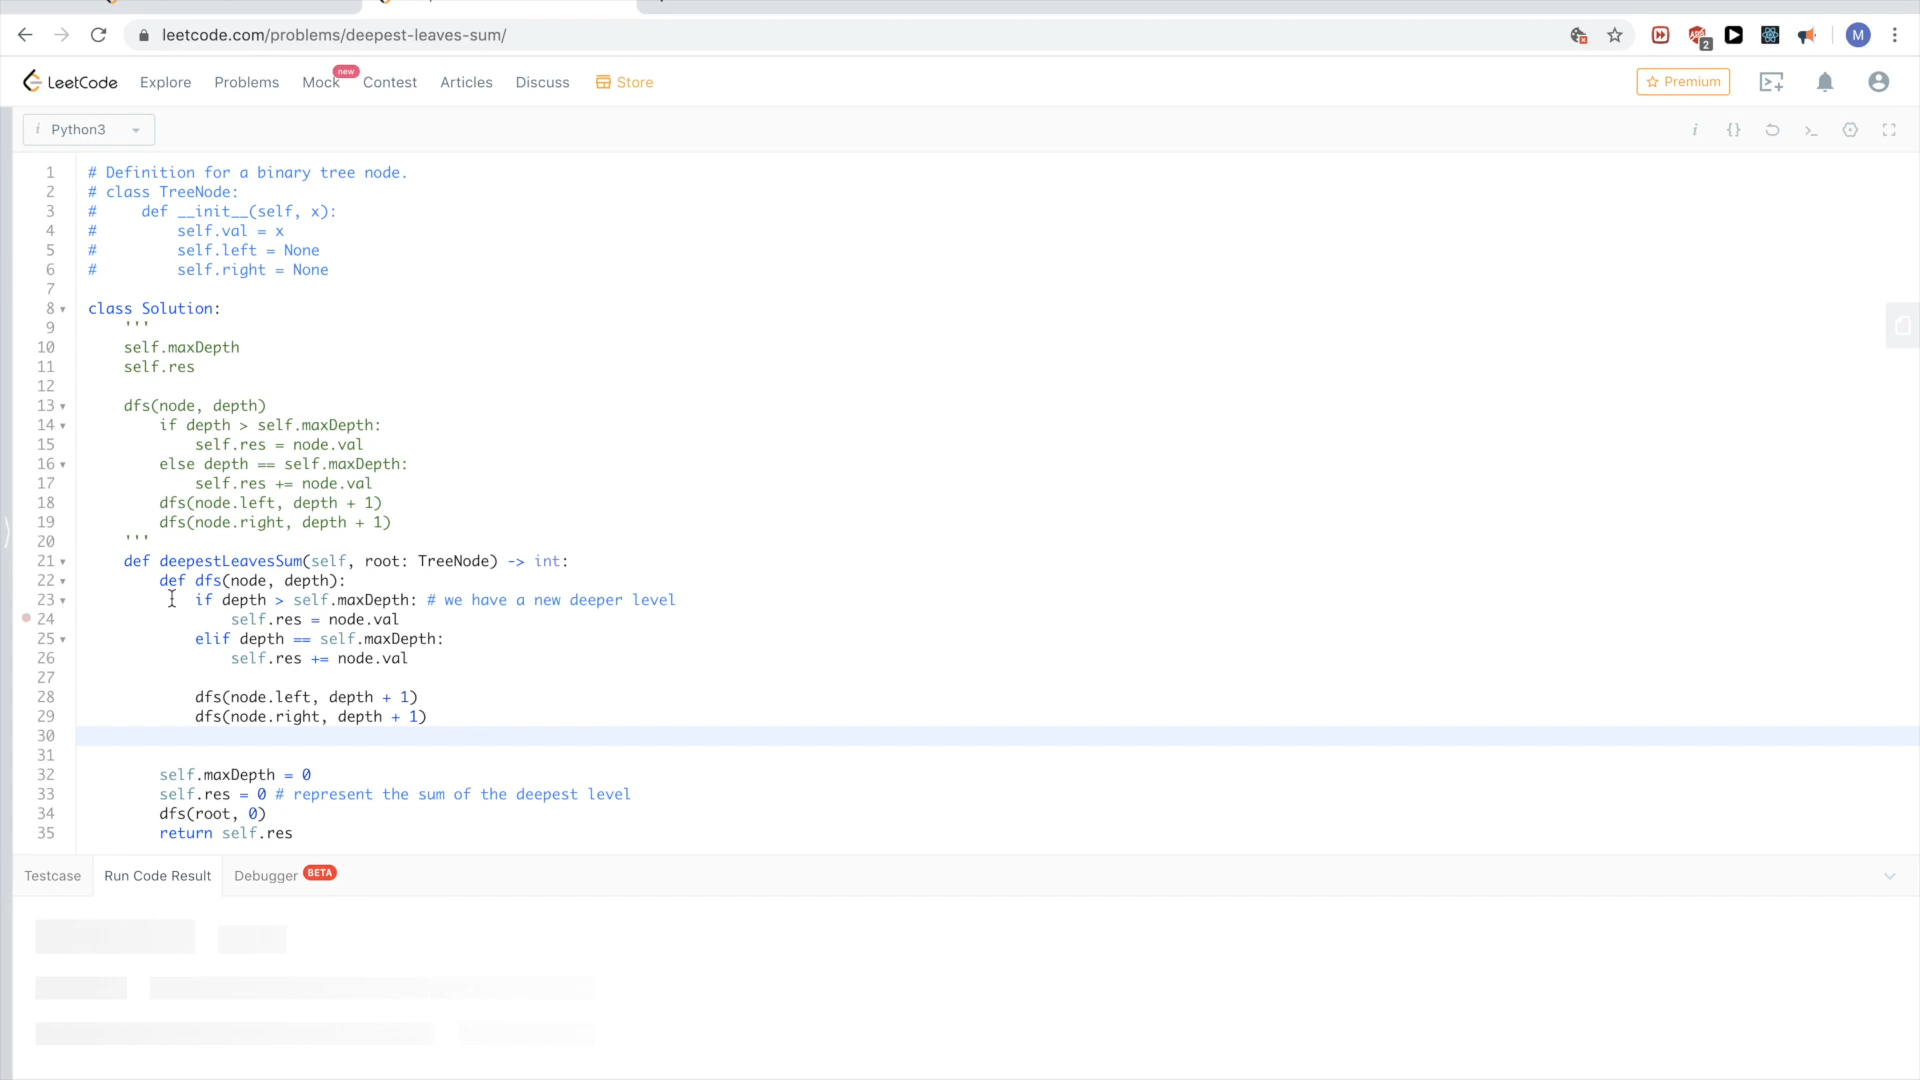 leetcode.com/problems/deepest-leaves-sum/
2
M
LeetCode
Explore
Problems
Mock
new
Contest
Articles
Discuss
Store
Premium
i Python3
i {} >_
1 # Definition for a binary tree node.
2 # class TreeNode:
3 #     def __init__(self, x):
4 #         self.val = x
5 #         self.left = None
6 #         self.right = None
7
8 class Solution:
9     '''
10     self.maxDepth
11     self.res
12
13     dfs(node, depth)
14         if depth > self.maxDepth:
15             self.res = node.val
16         else depth == self.maxDepth:
17             self.res += node.val
18         dfs(node.left, depth + 1)
19         dfs(node.right, depth + 1)
20     '''
21     def deepestLeavesSum(self, root: TreeNode) -> int:
22         def dfs(node, depth):
23             if depth > self.maxDepth: # we have a new deeper level
24                 self.res = node.val
25             elif depth == self.maxDepth:
26                 self.res += node.val
27
28             dfs(node.left, depth + 1)
29             dfs(node.right, depth + 1)
30
31
32         self.maxDepth = 0
33         self.res = 0 # represent the sum of the deepest level
34         dfs(root, 0)
35         return self.res
Testcase
Run Code Result
Debugger
BETA